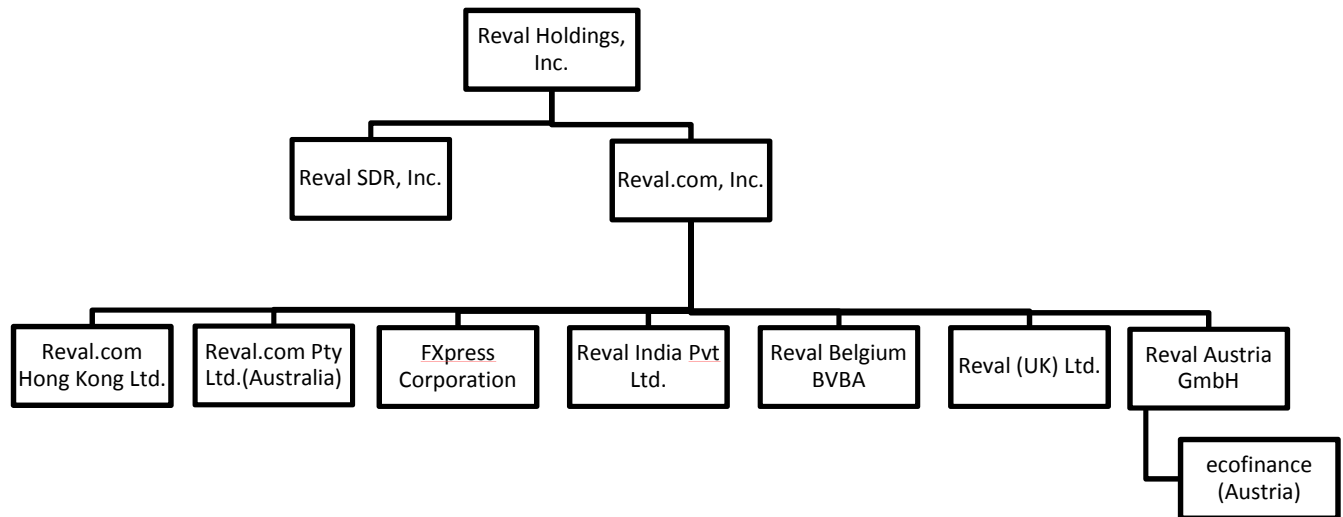 Reval Holdings,
Inc.
Reval SDR, Inc.
Reval.com, Inc.
Reval.com
Hong Kong Ltd.
Reval.com Pty
Ltd.(Australia)
FXpress
Corporation
Reval India Pvt
Ltd.
Reval Belgium
BVBA
Reval (UK) Ltd.
Reval Austria
GmbH
ecofinance
(Austria)